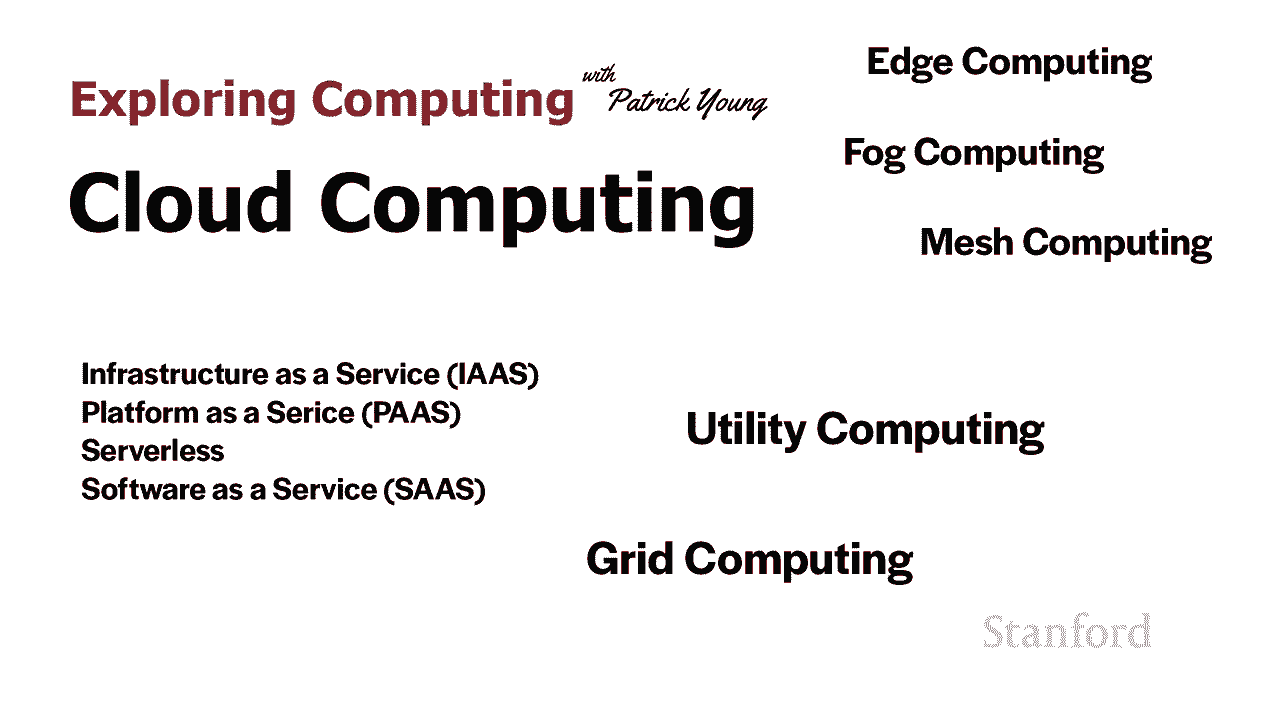 Exploring Computing with Patrick Young
Cloud Computing
Edge Computing
Fog Computing
Mesh Computing
Infrastructure as a Service (IAAS)
Platform as a Serice (PAAS)
Serverless
Software as a Service (SAAS)
Utility Computing
Grid Computing
Stanford